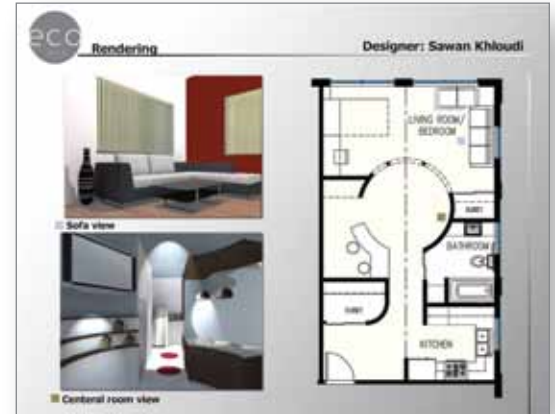 eco
Rendering
Designer: Sawan Khloudi
LIVING ROOM/
BEDROOM
BATHROOM
KITCHEN
Sofa view
Centeral room view